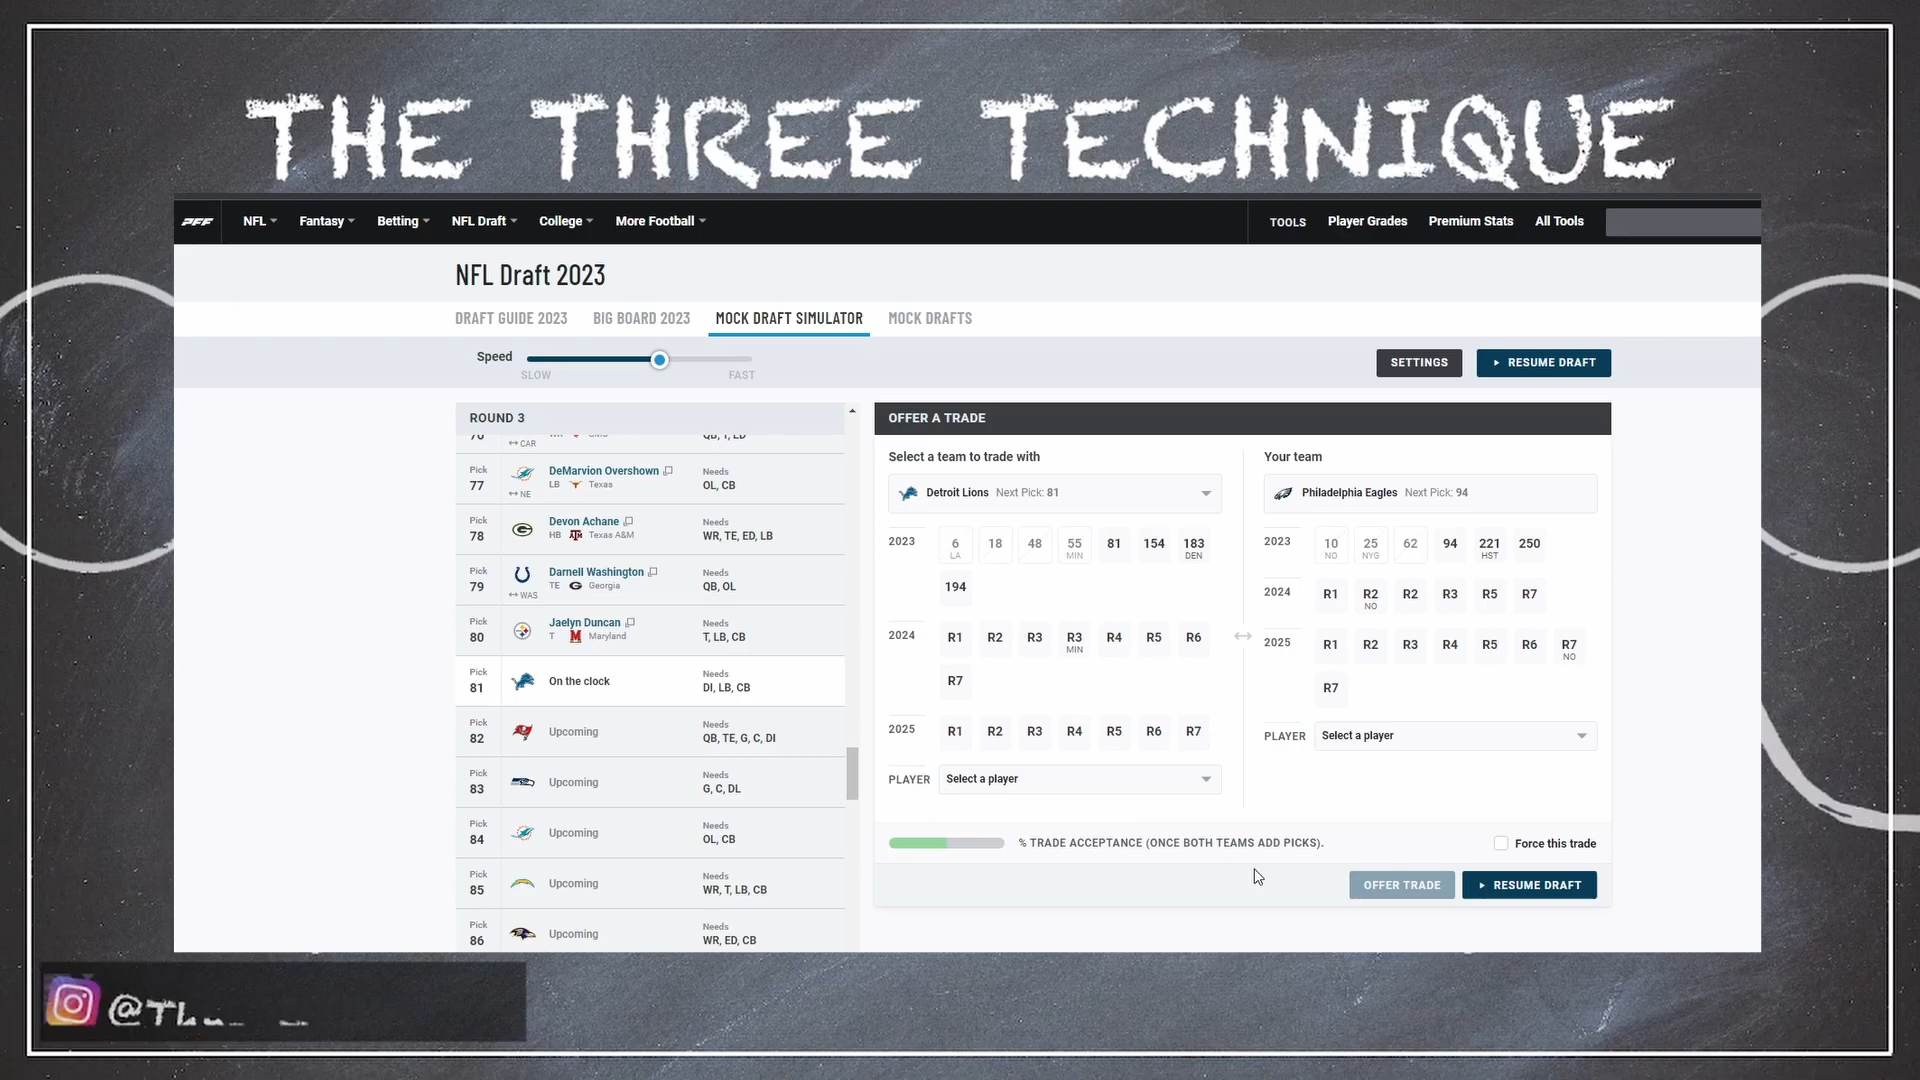 THE THREE TECHNIQUE
PFF NFL Fantasy Betting NFL Draft College More Football TOOLS Player Grades Premium Stats All Tools
NFL Draft 2023
DRAFT GUIDE 2023 BIG BOARD 2023 MOCK DRAFT SIMULATOR MOCK DRAFTS
Speed
SLOW FAST
SETTINGS RESUME DRAFT
ROUND 3
CAR
Pick 77 NE DeMarvion Overshown LB Texas Needs OL, CB
Pick 78 Devon Achane HB Texas A&M Needs WR, TE, ED, LB
Pick 79 WAS Darnell Washington TE Georgia Needs QB, OL
Pick 80 Jaelyn Duncan T Maryland Needs T, LB, CB
Pick 81 On the clock Needs DI, LB, CB
Pick 82 Upcoming Needs QB, TE, G, C, DI
Pick 83 Upcoming Needs G, C, DL
Pick 84 Upcoming Needs OL, CB
Pick 85 Upcoming Needs WR, T, LB, CB
Pick 86 Upcoming Needs WR, ED, CB
OFFER A TRADE
Select a team to trade with
Detroit Lions Next Pick: 81
2023 6 LA 18 48 55 MIN 81 154 183 DEN
194
2024 R1 R2 R3 R3 MIN R4 R5 R6
R7
2025 R1 R2 R3 R4 R5 R6 R7
PLAYER Select a player
Your team
Philadelphia Eagles Next Pick: 94
2023 10 NO 25 NYG 62 94 221 HST 250
2024 R1 R2 NO R2 R3 R5 R7
2025 R1 R2 R3 R4 R5 R6 R7 NO
R7
PLAYER Select a player
% TRADE ACCEPTANCE (ONCE BOTH TEAMS ADD PICKS). Force this trade
OFFER TRADE RESUME DRAFT